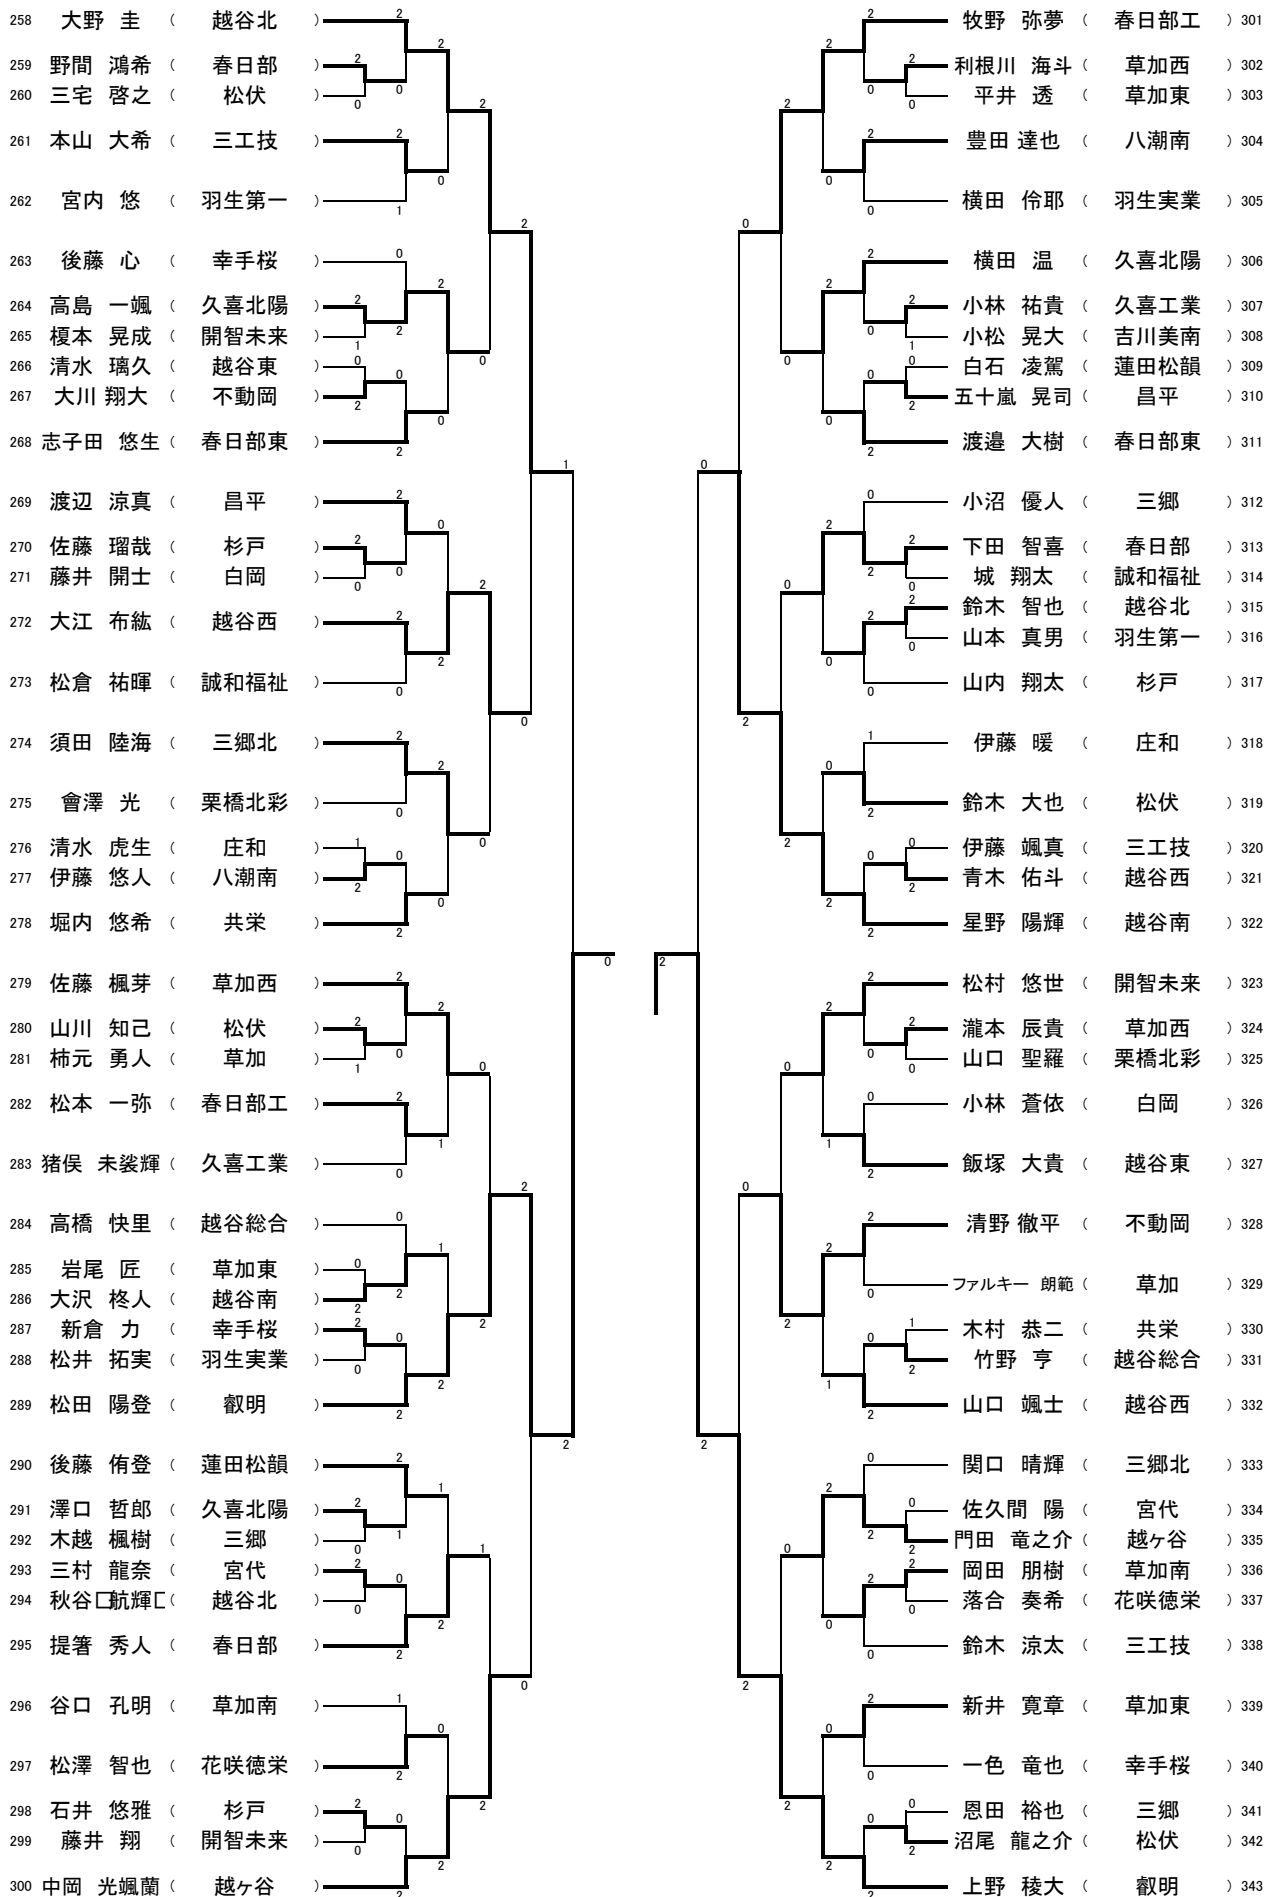 258 大野 圭 ( 越谷北 )
259 野間 鴻希 ( 春日部 )
260 三宅 啓之 ( 松伏 )
261 本山 大希 ( 三工技 )
262 宮内 悠 ( 羽生第一 )
263 後藤 心 ( 幸手桜 )
264 高島 一颯 ( 久喜北陽 )
265 榎本 晃成 ( 開智未来 )
266 清水 璃久 ( 越谷東 )
267 大川 翔大 ( 不動岡 )
268 志子田 悠生 ( 春日部東 )
269 渡辺 涼真 ( 昌平 )
270 佐藤 瑠哉 ( 杉戸 )
271 藤井 開士 ( 白岡 )
272 大江 布紘 ( 越谷西 )
273 松倉 祐暉 ( 誠和福祉 )
274 須田 陸海 ( 三郷北 )
275 會澤 光 ( 栗橋北彩 )
276 清水 虎生 ( 庄和 )
277 伊藤 悠人 ( 八潮南 )
278 堀内 悠希 ( 共栄 )
279 佐藤 楓芽 ( 草加西 )
280 山川 知己 ( 松伏 )
281 柿元 勇人 ( 草加 )
282 松本 一弥 ( 春日部工 )
283 猪俣 未裟輝 ( 久喜工業 )
284 高橋 快里 ( 越谷総合 )
285 岩尾 匠 ( 草加東 )
286 大沢 柊人 ( 越谷南 )
287 新倉 力 ( 幸手桜 )
288 松井 拓実 ( 羽生実業 )
289 松田 陽登 ( 叡明 )
290 後藤 侑登 ( 蓮田松韻 )
291 澤口 哲郎 ( 久喜北陽 )
292 木越 楓樹 ( 三郷 )
293 三村 龍奈 ( 宮代 )
294 秋谷□航輝□ ( 越谷北 )
295 提箸 秀人 ( 春日部 )
296 谷口 孔明 ( 草加南 )
297 松澤 智也 ( 花咲徳栄 )
298 石井 悠雅 ( 杉戸 )
299 藤井 翔 ( 開智未来 )
300 中岡 光颯蘭 ( 越ヶ谷 )
牧野 弥夢 ( 春日部工 ) 301
利根川 海斗 ( 草加西 ) 302
平井 透 ( 草加東 ) 303
豊田 達也 ( 八潮南 ) 304
横田 伶耶 ( 羽生実業 ) 305
横田 温 ( 久喜北陽 ) 306
小林 祐貴 ( 久喜工業 ) 307
小松 晃大 ( 吉川美南 ) 308
白石 凌駕 ( 蓮田松韻 ) 309
五十嵐 晃司 ( 昌平 ) 310
渡邉 大樹 ( 春日部東 ) 311
小沼 優人 ( 三郷 ) 312
下田 智喜 ( 春日部 ) 313
城 翔太 ( 誠和福祉 ) 314
鈴木 智也 ( 越谷北 ) 315
山本 真男 ( 羽生第一 ) 316
山内 翔太 ( 杉戸 ) 317
伊藤 暖 ( 庄和 ) 318
鈴木 大也 ( 松伏 ) 319
伊藤 颯真 ( 三工技 ) 320
青木 佑斗 ( 越谷西 ) 321
星野 陽輝 ( 越谷南 ) 322
松村 悠世 ( 開智未来 ) 323
瀧本 辰貴 ( 草加西 ) 324
山口 聖羅 ( 栗橋北彩 ) 325
小林 蒼依 ( 白岡 ) 326
飯塚 大貴 ( 越谷東 ) 327
清野 徹平 ( 不動岡 ) 328
ファルキー 朗範 ( 草加 ) 329
木村 恭二 ( 共栄 ) 330
竹野 亨 ( 越谷総合 ) 331
山口 颯士 ( 越谷西 ) 332
関口 晴輝 ( 三郷北 ) 333
佐久間 陽 ( 宮代 ) 334
門田 竜之介 ( 越ヶ谷 ) 335
岡田 朋樹 ( 草加南 ) 336
落合 奏希 ( 花咲徳栄 ) 337
鈴木 涼太 ( 三工技 ) 338
新井 寛章 ( 草加東 ) 339
一色 竜也 ( 幸手桜 ) 340
恩田 裕也 ( 三郷 ) 341
沼尾 龍之介 ( 松伏 ) 342
上野 稜大 ( 叡明 ) 343